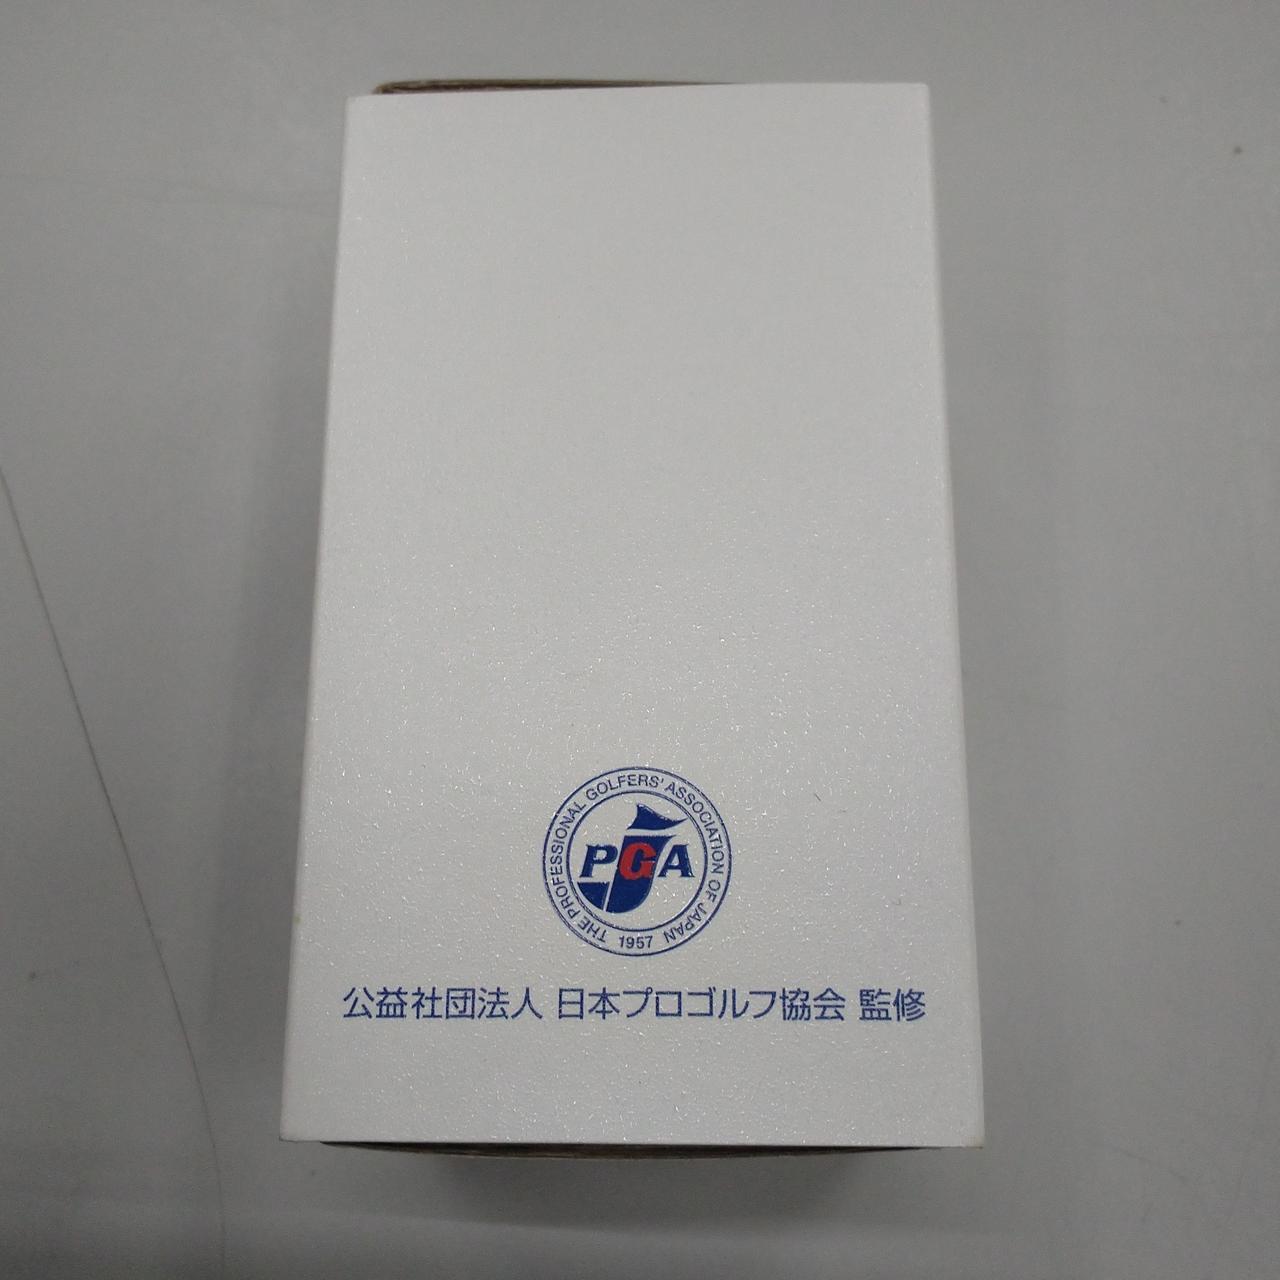 THE PROFESSIONAL GOLFERS' ASSOCIATION OF JAPAN
PGA
1957
公益社団法人 日本プロゴルフ協会 監修